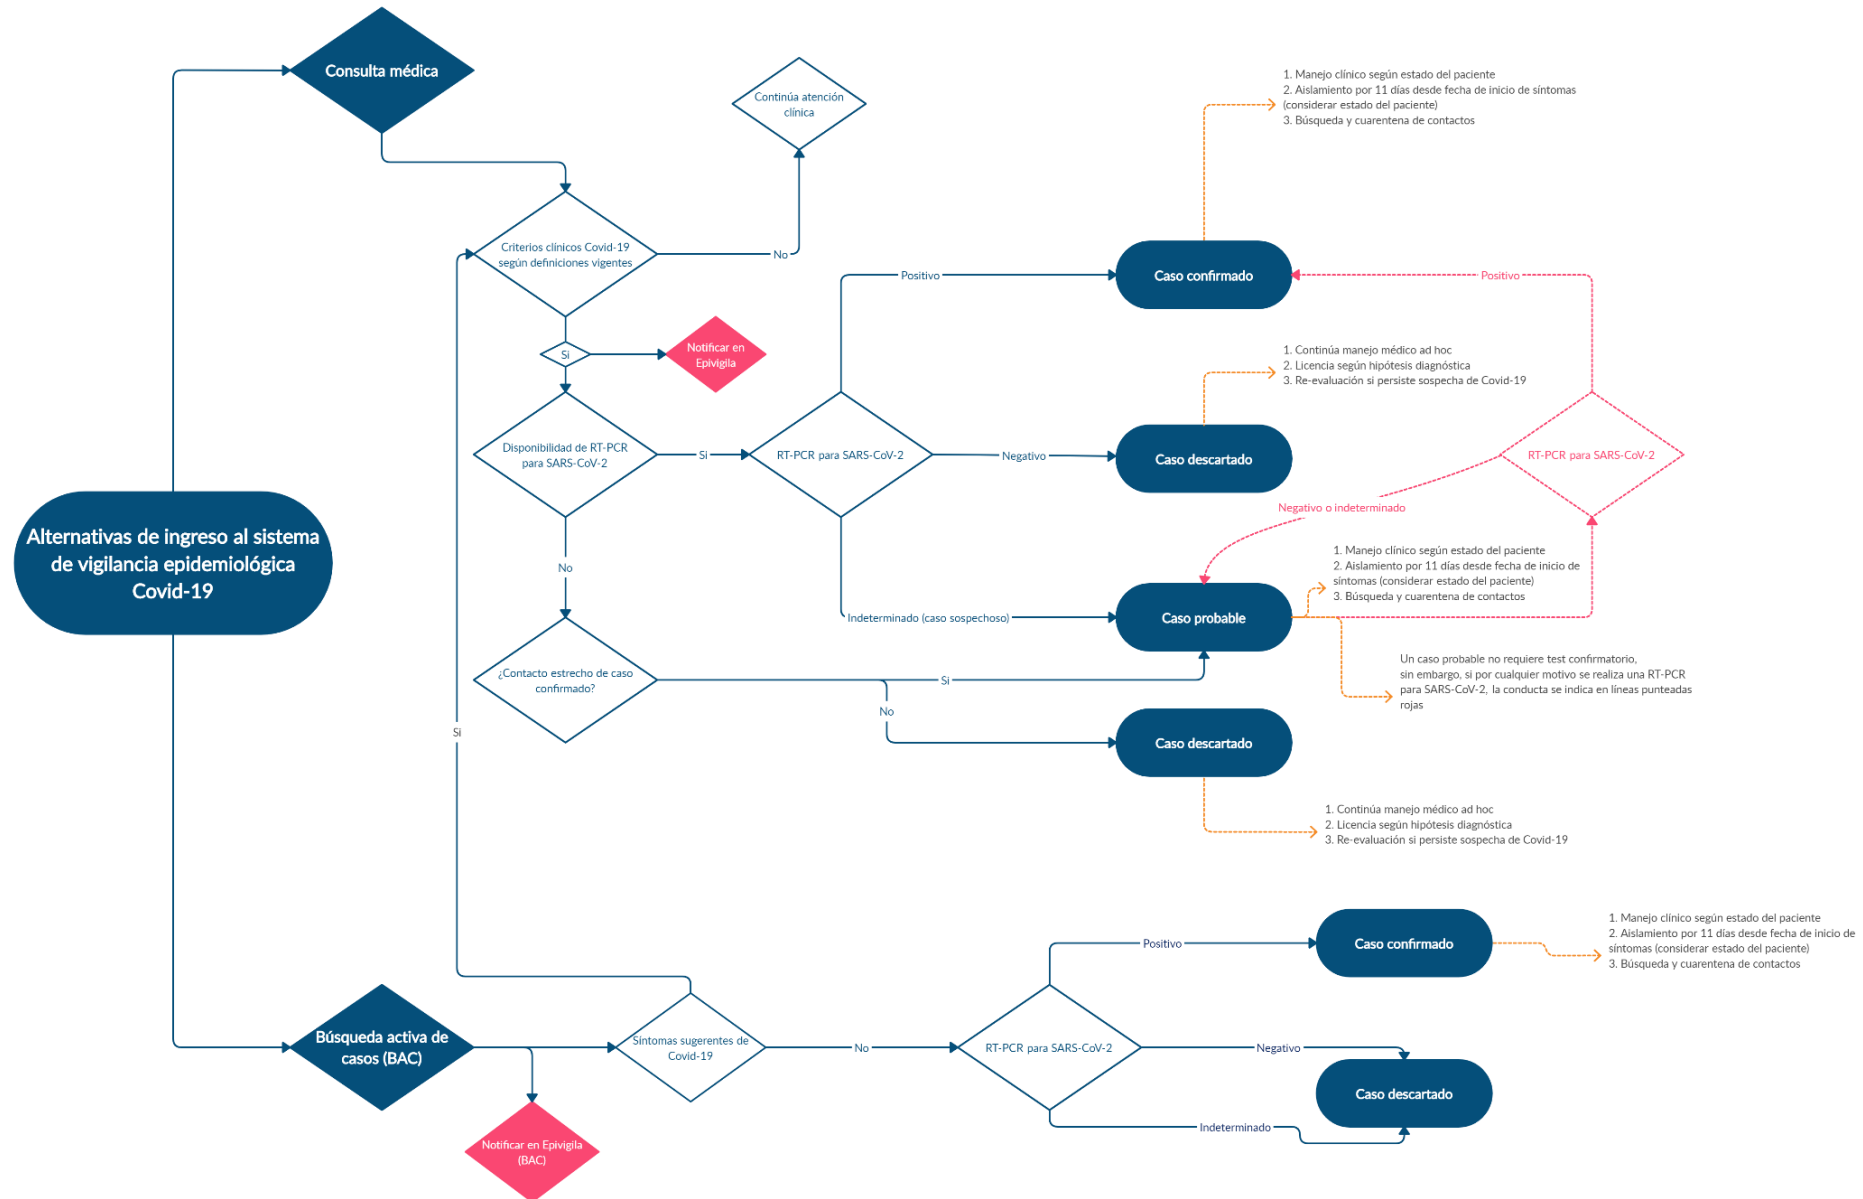 Consulta médica
Continúa atención
clínica
1. Manejo clínico según estado del paciente
2. Aislamiento por 11 días desde fecha de inicio de síntomas
(considerar estado del paciente)
3. Búsqueda y cuarentena de contactos
Criterios clínicos Covid-19
según definiciones vigentes
No
Positivo
Caso confirmado
Positivo
Si
Notificar en
Epivigila
1. Continúa manejo médico ad hoc
2. Licencia según hipótesis diagnóstica
3. Re-evaluación si persiste sospecha de Covid-19
Disponibilidad de RT-PCR
para SARS-CoV-2
Si
RT-PCR para SARS-CoV-2
Negativo
Caso descartado
RT-PCR para SARS-CoV-2
Negativo o indeterminado
Alternativas de ingreso al sistema
de vigilancia epidemiológica
Covid-19
No
1. Manejo clínico según estado del paciente
2. Aislamiento por 11 días desde fecha de inicio de
síntomas (considerar estado del paciente)
3. Búsqueda y cuarentena de contactos
Indeterminado (caso sospechoso)
Caso probable
¿Contacto estrecho de caso
confirmado?
Si
No
Un caso probable no requiere test confirmatorio,
sin embargo, si por cualquier motivo se realiza una RT-PCR
para SARS-CoV-2, la conducta se indica en líneas punteadas
rojas
Si
Caso descartado
1. Continúa manejo médico ad hoc
2. Licencia según hipótesis diagnóstica
3. Re-evaluación si persiste sospecha de Covid-19
Positivo
Caso confirmado
1. Manejo clínico según estado del paciente
2. Aislamiento por 11 días desde fecha de inicio de
síntomas (considerar estado del paciente)
3. Búsqueda y cuarentena de contactos
Búsqueda activa de
casos (BAC)
Síntomas sugerentes de
Covid-19
No
RT-PCR para SARS-CoV-2
Negativo
Caso descartado
Indeterminado
Notificar en Epivigila
(BAC)